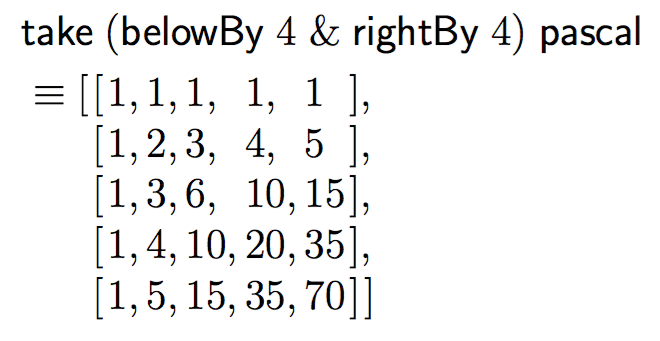 take (belowBy 4 & rightBy 4) pascal
≡ [[1, 1, 1, 1, 1 ],
[1, 2, 3, 4, 5 ],
[1, 3, 6, 10, 15],
[1, 4, 10, 20, 35],
[1, 5, 15, 35, 70]]